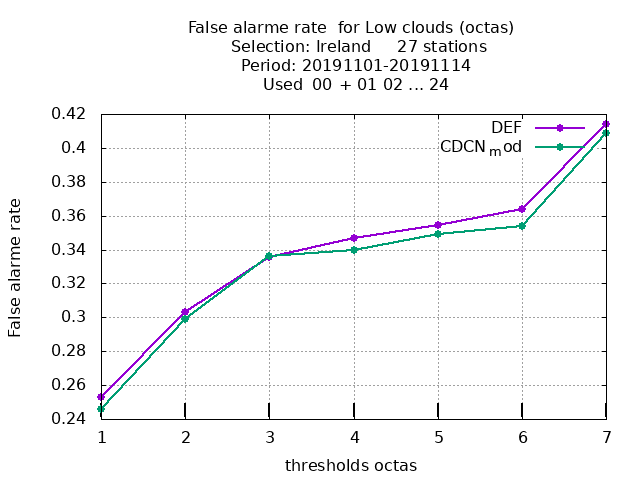 False alarme rate  for Low clouds (octas)
Selection: Ireland     27 stations
Period: 20191101-20191114
Used  00 + 01 02 ... 24
0.42
0.4
0.38
0.36
0.34
0.32
0.3
0.28
0.26
0.24
False alarme rate
DEF
CDCNmod
1 2 3 4 5 6 7
thresholds octas